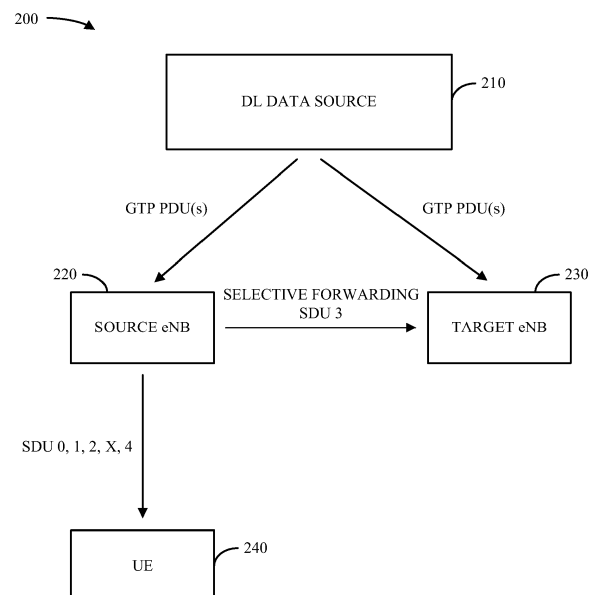 200
DL DATA SOURCE
210
GTP PDU(s)
GTP PDU(s)
220
230
SELECTIVE FORWARDING
SDU 3
SOURCE eNB
TARGET eNB
SDU 0, 1, 2, X, 4
240
UE